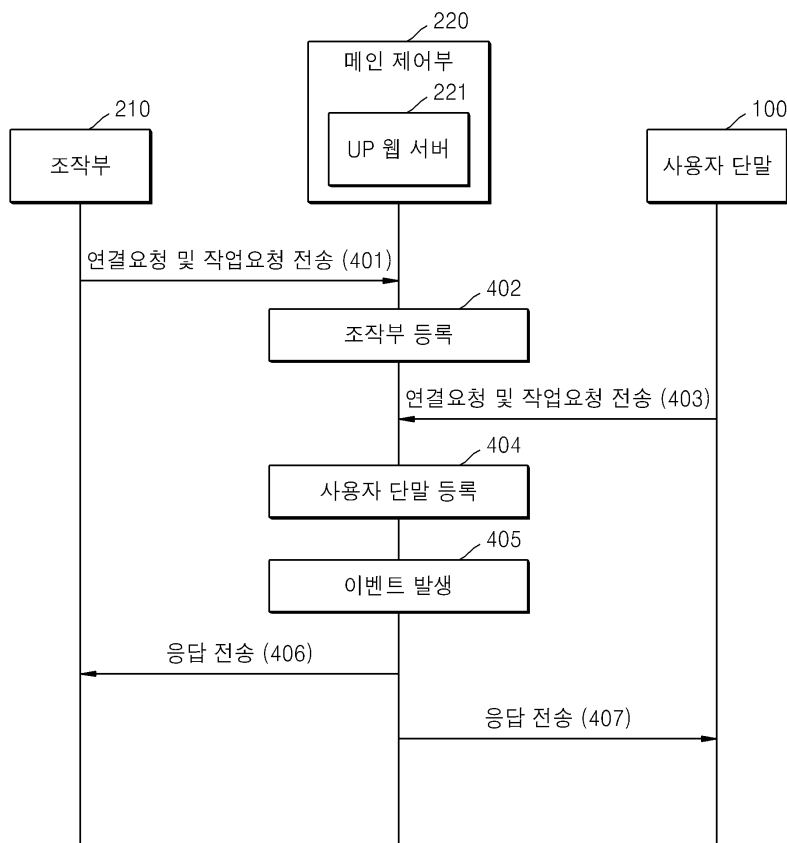 220
메인 제어부
221
UP 웹 서버
210
조작부
100
사용자 단말
연결요청 및 작업요청 전송 (401)
402
조작부 등록
연결요청 및 작업요청 전송 (403)
404
사용자 단말 등록
405
이벤트 발생
응답 전송 (406)
응답 전송 (407)